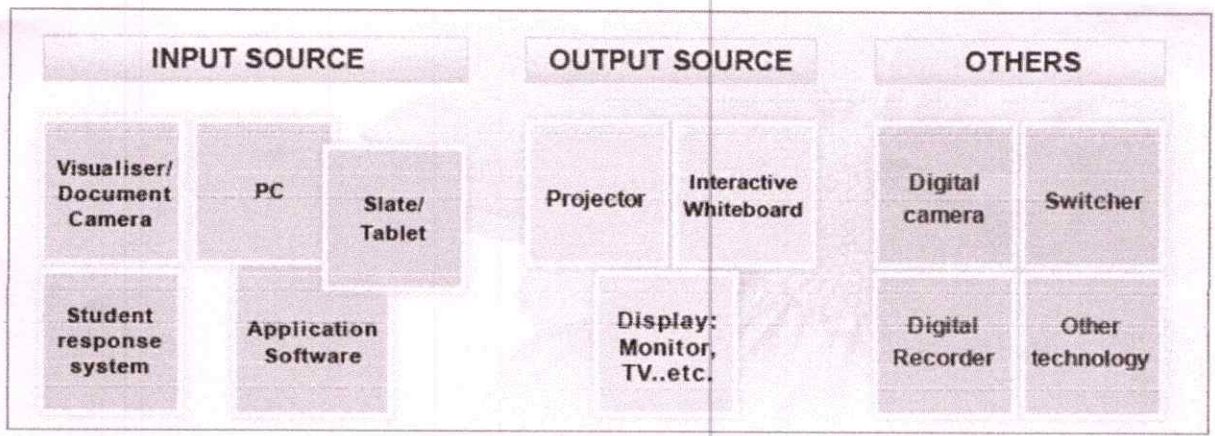 INPUT SOURCE
Visualiser/
Document
Camera
PC
Slate/
Tablet
Student
response
system
Application
Software
OUTPUT SOURCE
Projector
Interactive
Whiteboard
Display:
Monitor,
TV..etc.
OTHERS
Digital
camera
Switcher
Digital
Recorder
Other
technology